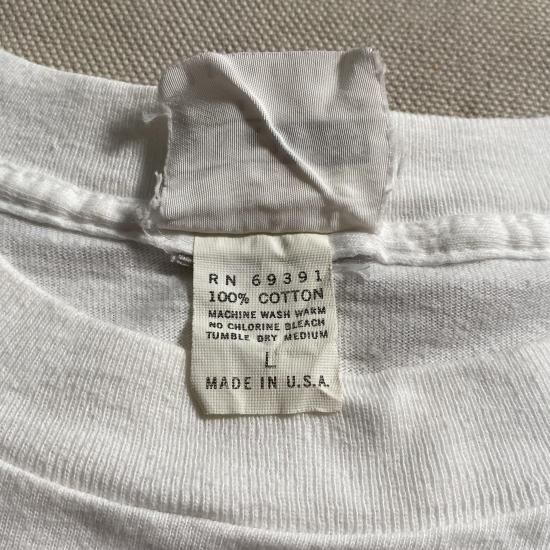 RN 69391
100% COTTON
MACHINE WASH WARM
NO CHLORINE BLEACH
TUMBLE DRY MEDIUM
L
MADE IN U.S.A.